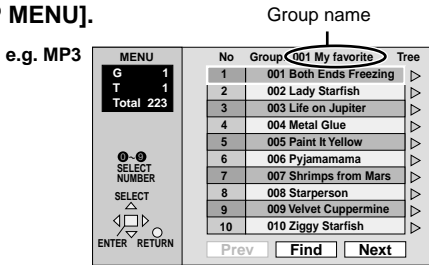 P MENU].
Group name
e.g. MP3
MENU
G 1
T 1
Total 223
0~9
SELECT
NUMBER
SELECT
ENTER RETURN
No Group 001 My favorite Tree
1 001 Both Ends Freezing
2 002 Lady Starfish
3 003 Life on Jupiter
4 004 Metal Glue
5 005 Paint It Yellow
6 006 Pyjamamama
7 007 Shrimps from Mars
8 008 Starperson
9 009 Velvet Cuppermine
10 010 Ziggy Starfish
Prev Find Next